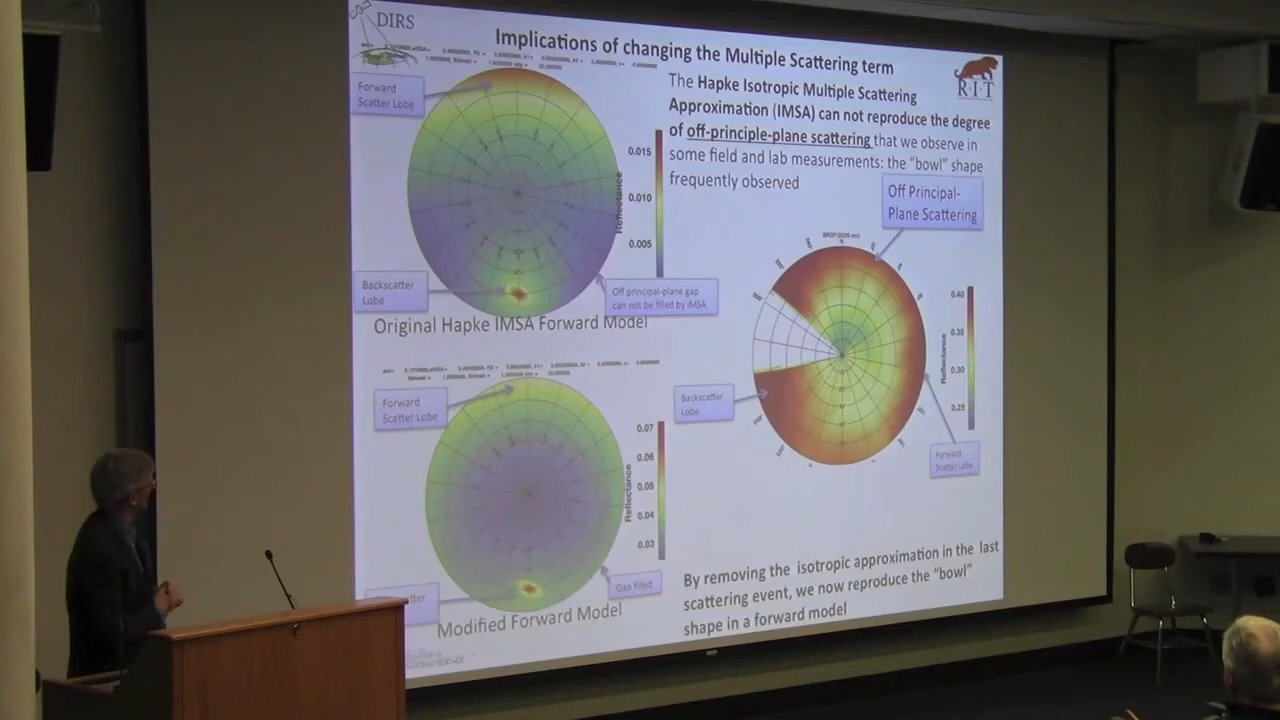 DIRS
Implications of changing the Multiple Scattering term
R·I·T
Forward
Scatter Lobe
The Hapke Isotropic Multiple Scattering
Approximation (IMSA) can not reproduce the degree
of off-principle-plane scattering that we observe in
some field and lab measurements: the "bowl" shape
frequently observed
0.015
0.010
0.005
Reflectance
Backscatter
Lobe
Off principal-plane gap
can not be filled by IMSA
Original Hapke IMSA Forward Model
Off Principal-
Plane Scattering
0.40
0.35
0.30
0.25
Reflectance
Backscatter
Lobe
Forward
Scatter Lobe
Forward
Scatter Lobe
0.07
0.06
0.05
0.04
0.03
Reflectance
Gap filled
Modified Forward Model
By removing the isotropic approximation in the last
scattering event, we now reproduce the "bowl"
shape in a forward model